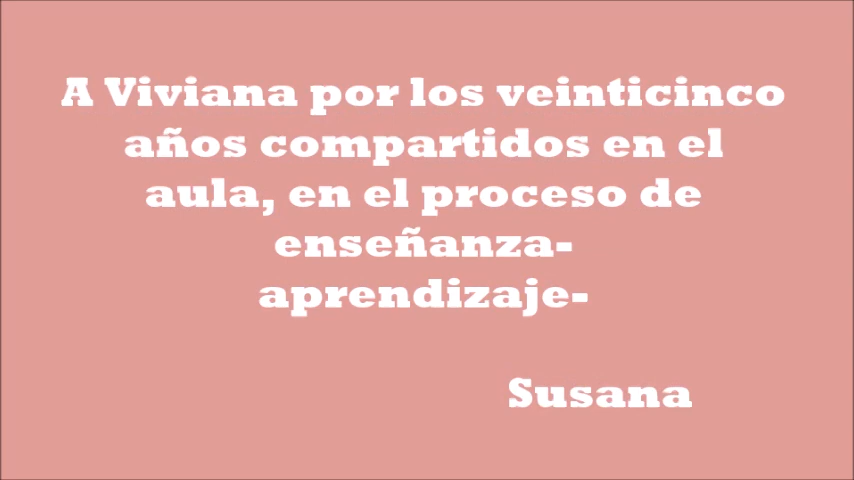 A Viviana por los veinticinco
años compartidos en el
aula, en el proceso de
enseñanza-
aprendizaje-
Susana